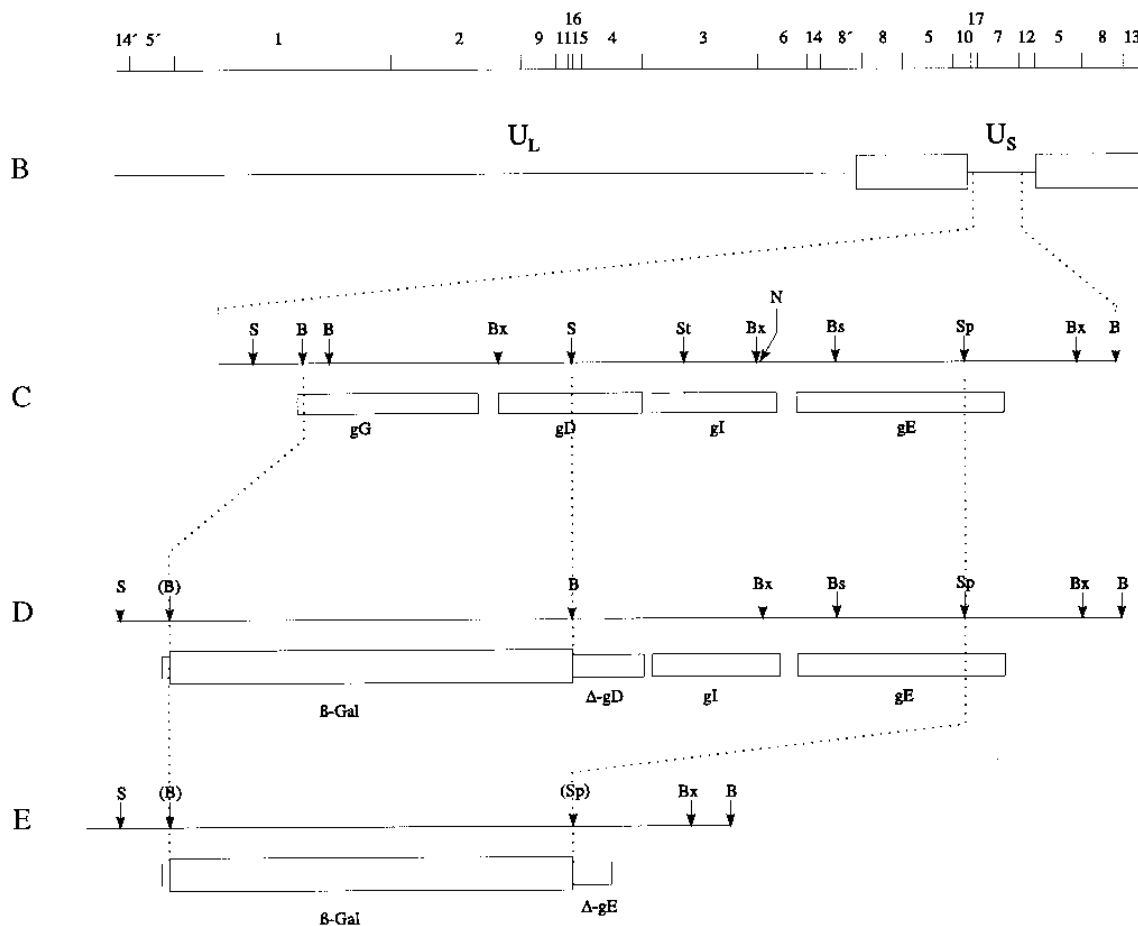 16 17
14´ 5´ 1 2 9 11 15 4 3 6 14 8´ 8 5 10 7 12 5 8 13
U_L U_S
B
N
S B B Bx S St Bx Bs Sp Bx B
C
gG gD gI gE
S (B) B Bx Bs Sp Bx B
D
ß-Gal Δ-gD gI gE
S (B) (Sp) Bx B
E
ß-Gal Δ-gE